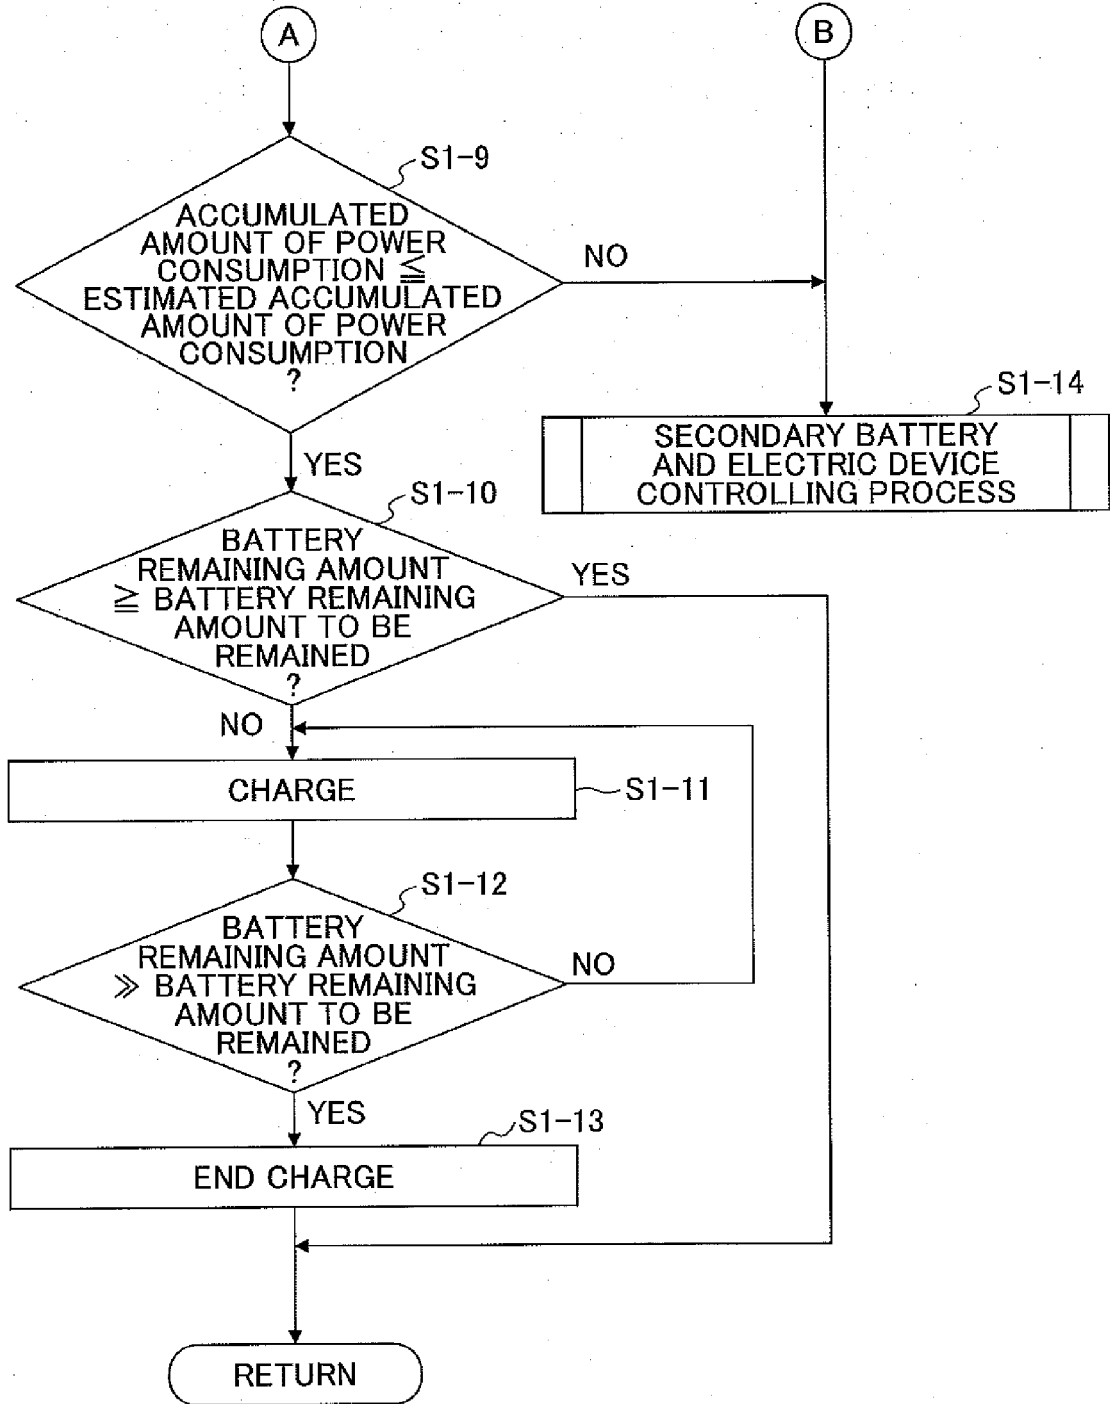 A
B
S1-9
ACCUMULATED
AMOUNT OF POWER
CONSUMPTION ≦
ESTIMATED ACCUMULATED
AMOUNT OF POWER
CONSUMPTION
?
NO
YES
S1-14
SECONDARY BATTERY
AND ELECTRIC DEVICE
CONTROLLING PROCESS
S1-10
BATTERY
REMAINING AMOUNT
≧ BATTERY REMAINING
AMOUNT TO BE
REMAINED
?
YES
NO
CHARGE
S1-11
S1-12
BATTERY
REMAINING AMOUNT
≫ BATTERY REMAINING
AMOUNT TO BE
REMAINED
?
NO
YES
S1-13
END CHARGE
RETURN